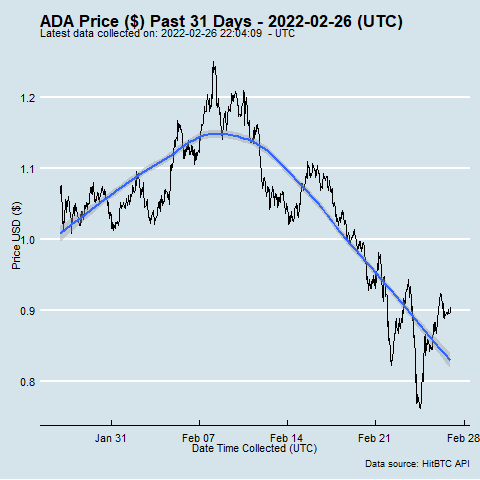 ADA Price ($) Past 31 Days - 2022-02-26 (UTC)
Latest data collected on: 2022-02-26 22:04:09 - UTC
Price USD ($)
1.2
1.1
1.0
0.9
0.8
Jan 31 Feb 07 Feb 14 Feb 21 Feb 28
Date Time Collected (UTC)
Data source: HitBTC API